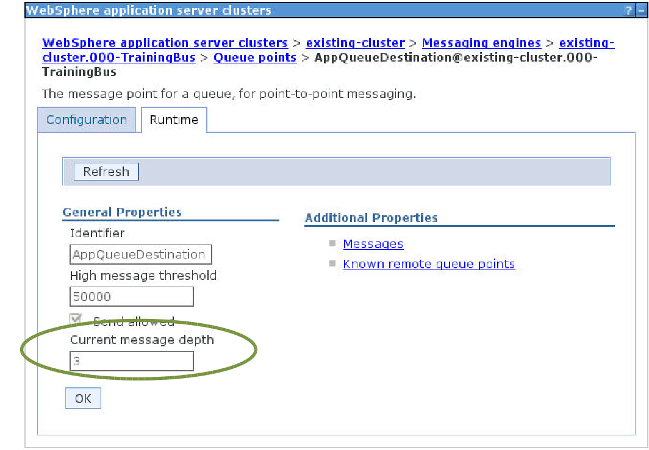 WebSphere application server clusters ? -
WebSphere application server clusters > existing-cluster > Messaging engines > existing-
cluster.000-TrainingBus > Queue points > AppQueueDestination@existing-cluster.000-
TrainingBus
The message point for a queue, for point-to-point messaging.
Configuration Runtime
Refresh
General Properties
Identifier
AppQueueDestination
High message threshold
50000
Send allowed
Current message depth
3
OK
Additional Properties
Messages
Known remote queue points